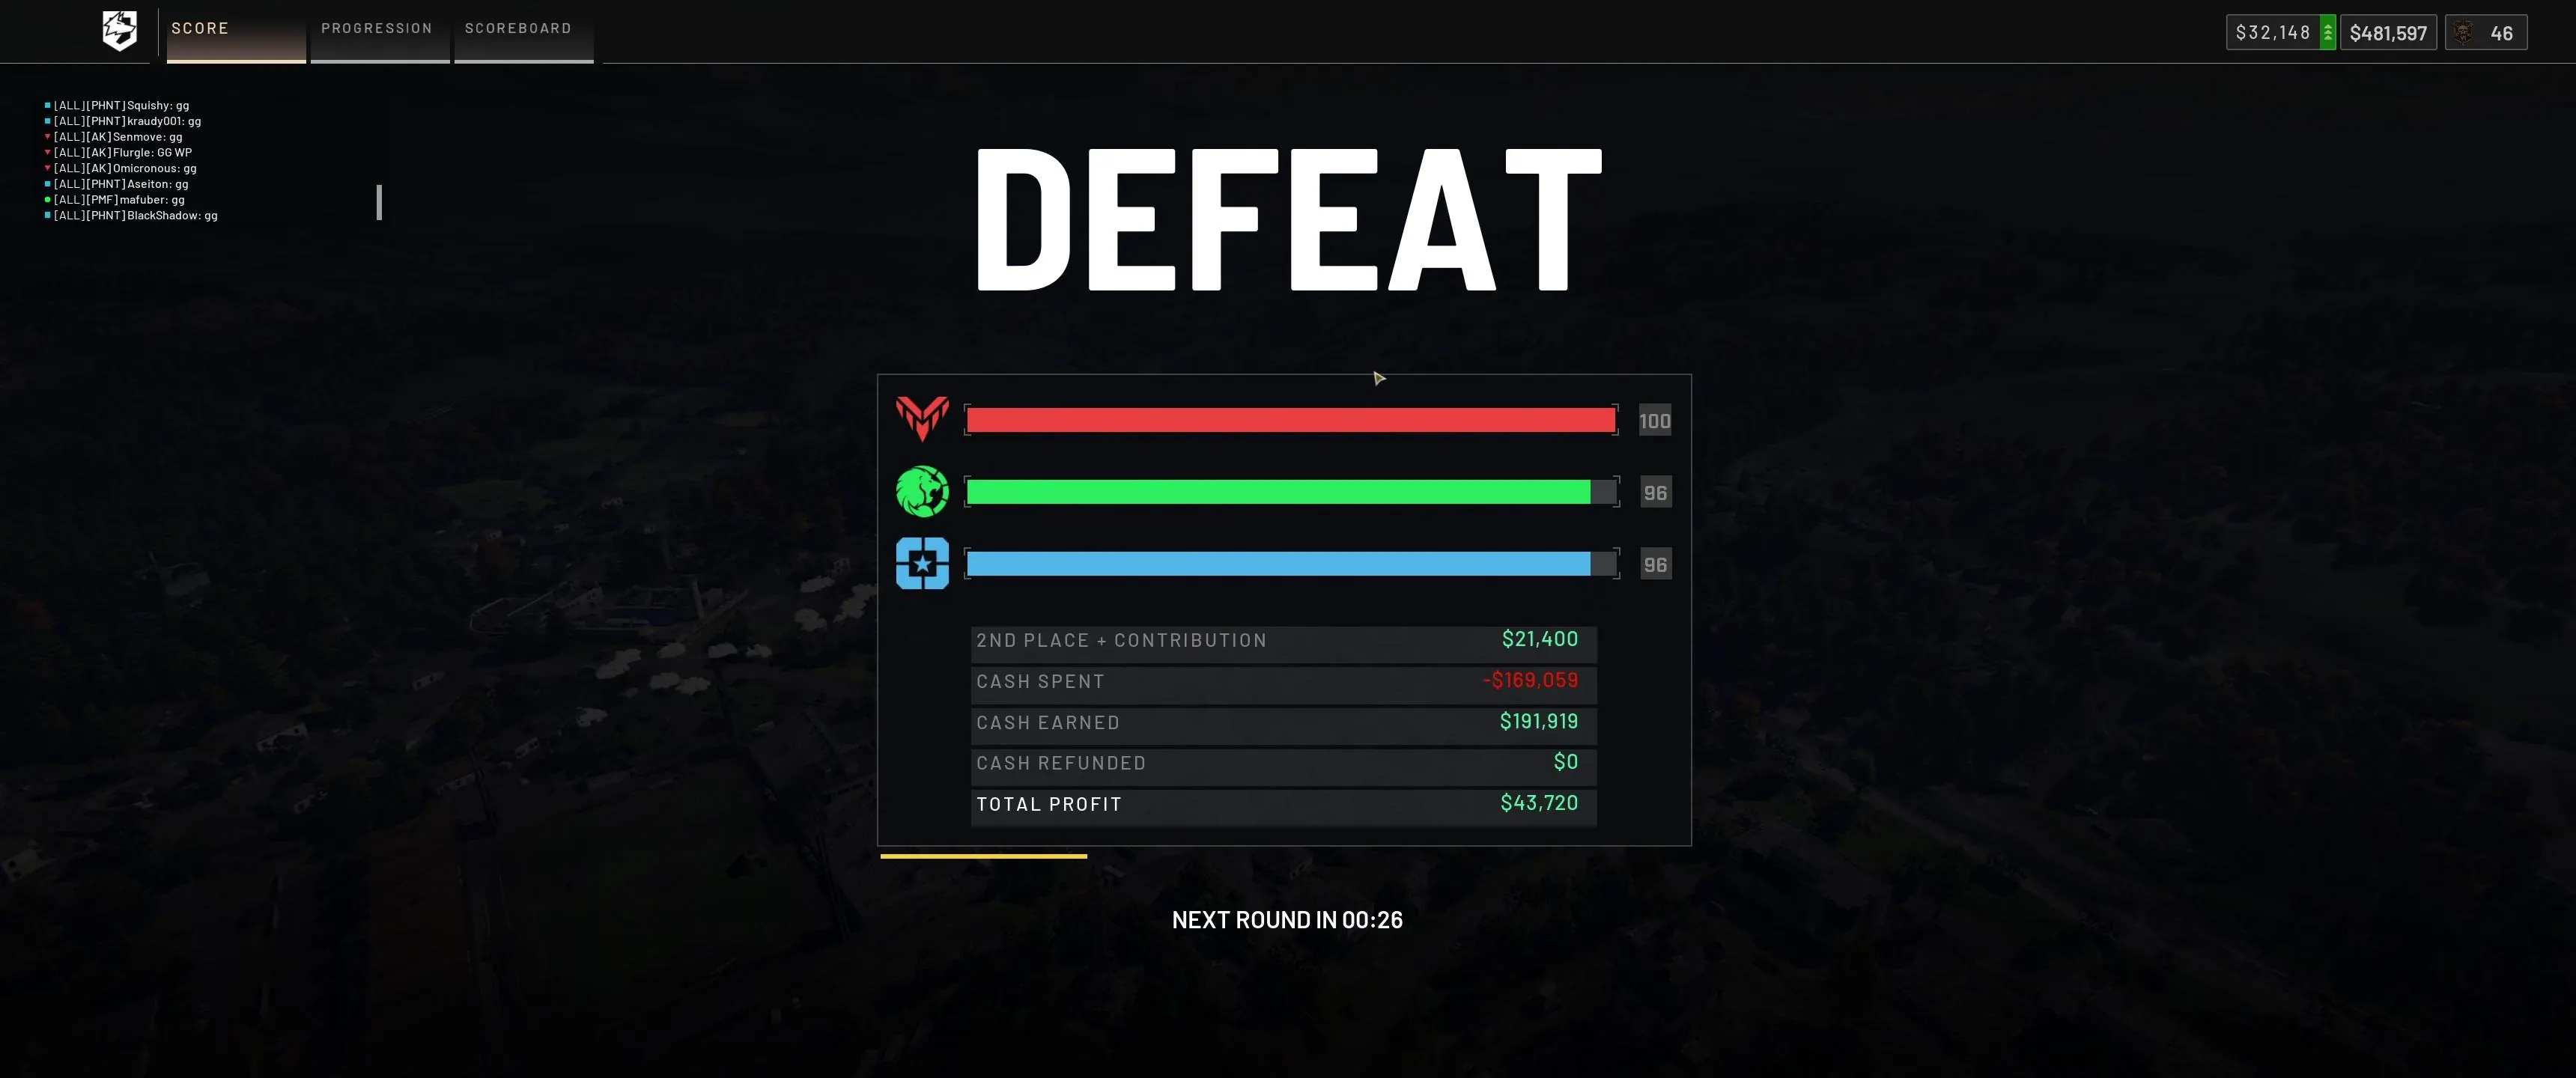 SCORE PROGRESSION SCOREBOARD $32,148 $481,597 46
[ALL][PHNT]Squishy: gg
[ALL][PHNT]kraudy001: gg
[ALL][AK]Senmove: gg
[ALL][AK]Flurgle: GG WP
[ALL][AK]Omicronous: gg
[ALL][PHNT]Aseiton: gg
[ALL][PMF]mafuber: gg
[ALL][PHNT]BlackShadow: gg
DEFEAT
100
96
96
2ND PLACE + CONTRIBUTION $21,400
CASH SPENT -$169,059
CASH EARNED $191,919
CASH REFUNDED $0
TOTAL PROFIT $43,720
NEXT ROUND IN 00:26